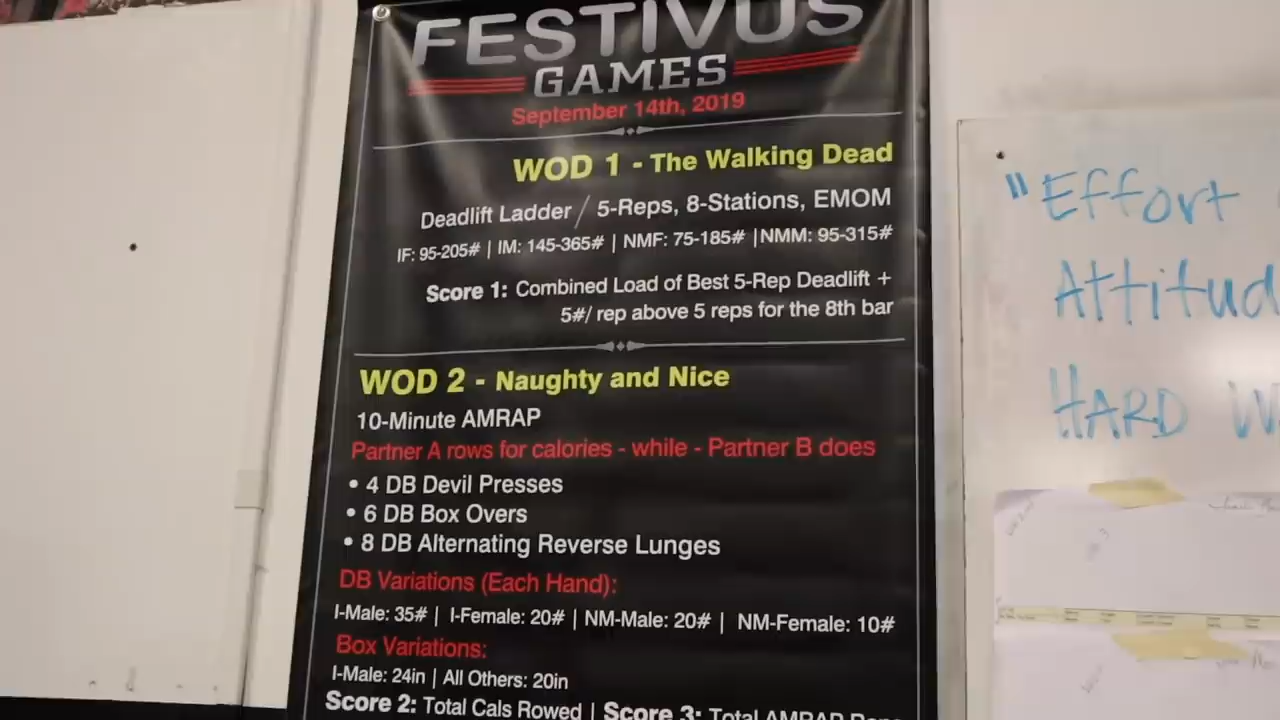 FESTIVUS
GAMES
September 14th, 2019
WOD 1 - The Walking Dead
Deadlift Ladder / 5-Reps, 8-Stations, EMOM
IF: 95-205# | IM: 145-365# | NMF: 75-185# |NMM: 95-315#
Score 1: Combined Load of Best 5-Rep Deadlift +
5#/ rep above 5 reps for the 8th bar
WOD 2 - Naughty and Nice
10-Minute AMRAP
Partner A rows for calories - while - Partner B does
• 4 DB Devil Presses
• 6 DB Box Overs
• 8 DB Alternating Reverse Lunges
DB Variations (Each Hand):
I-Male: 35# | I-Female: 20# | NM-Male: 20# | NM-Female: 10#
Box Variations:
I-Male: 24in | All Others: 20in
Score 2: Total Cals Rowed | Score 3: Total AMRAP Reps
"Effort
Attitud
HARD W